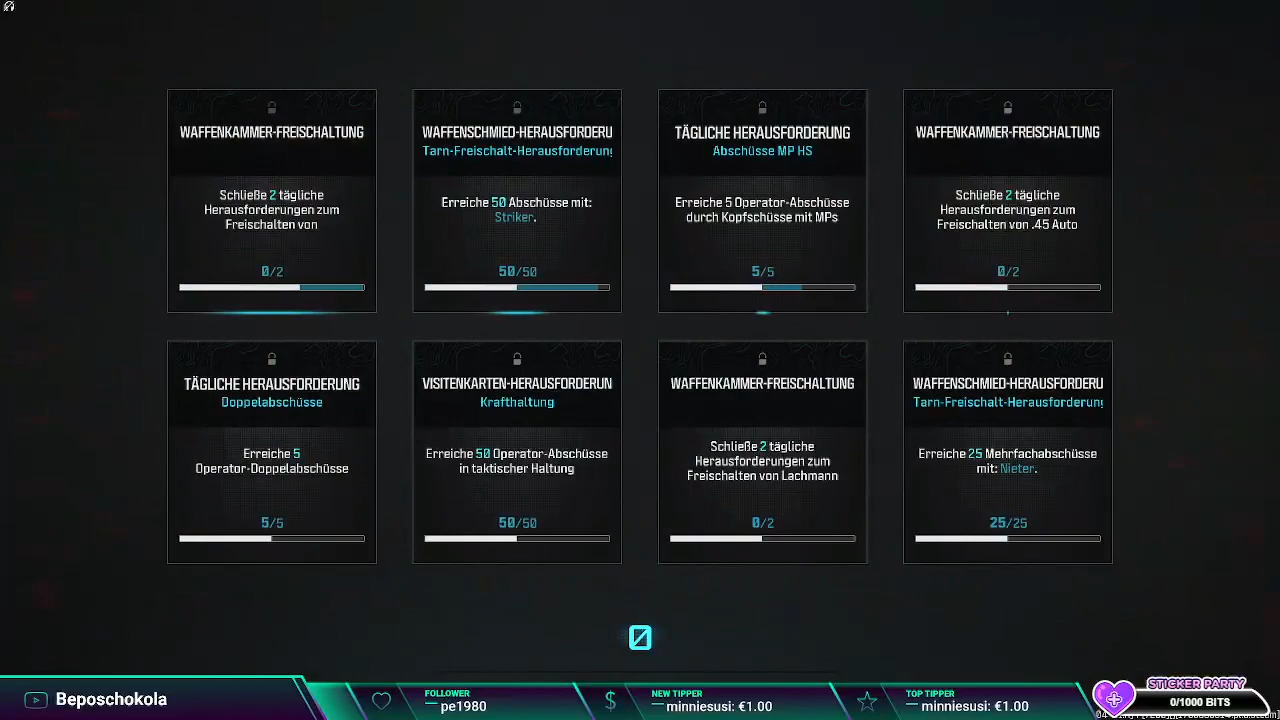 WAFFENKAMMER-FREISCHALTUNG
Schließe 2 tägliche
Herausforderungen zum
Freischalten von
0/2
WAFFENSCHMIED-HERAUSFORDERU
Tarn-Freischalt-Herausforderung
Erreiche 50 Abschüsse mit:
Striker.
50/50
TÄGLICHE HERAUSFORDERUNG
Abschüsse MP HS
Erreiche 5 Operator-Abschüsse
durch Kopfschüsse mit MPs
5/5
WAFFENKAMMER-FREISCHALTUNG
Schließe 2 tägliche
Herausforderungen zum
Freischalten von .45 Auto
0/2
TÄGLICHE HERAUSFORDERUNG
Doppelabschüsse
Erreiche 5
Operator-Doppelabschüsse
5/5
VISITENKARTEN-HERAUSFORDERUN
Krafthaltung
Erreiche 50 Operator-Abschüsse
in taktischer Haltung
50/50
WAFFENKAMMER-FREISCHALTUNG
Schließe 2 tägliche
Herausforderungen zum
Freischalten von Lachmann
0/2
WAFFENSCHMIED-HERAUSFORDERU
Tarn-Freischalt-Herausforderung
Erreiche 25 Mehrfachabschüsse
mit: Nieter.
25/25
0
Beposchokola
FOLLOWER
pe1980
NEW TIPPER
minniesusi: €1.00
TOP TIPPER
minniesusi: €1.00
STICKER PARTY
0/1000 BITS